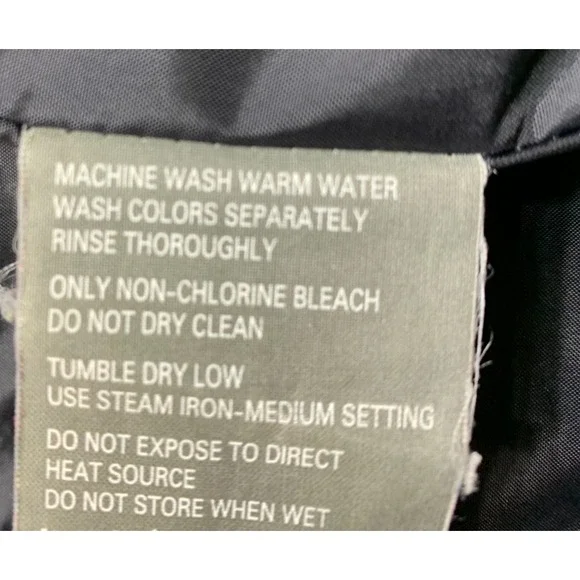 MACHINE WASH WARM WATER
WASH COLORS SEPARATELY
RINSE THOROUGHLY
ONLY NON-CHLORINE BLEACH
DO NOT DRY CLEAN
TUMBLE DRY LOW
USE STEAM IRON-MEDIUM SETTING
DO NOT EXPOSE TO DIRECT
HEAT SOURCE
DO NOT STORE WHEN WET